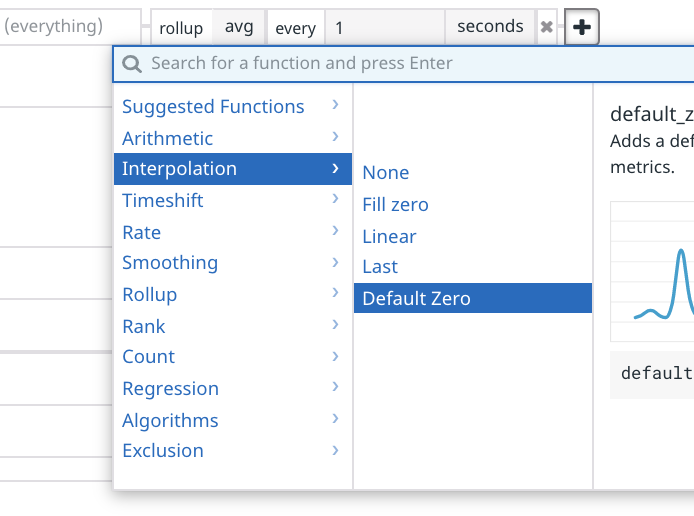 (everything)
rollup avg every 1 seconds
Search for a function and press Enter
Suggested Functions
Arithmetic
Interpolation
Timeshift
Rate
Smoothing
Rollup
Rank
Count
Regression
Algorithms
Exclusion
None
Fill zero
Linear
Last
Default Zero
default_z
Adds a def
metrics.
default